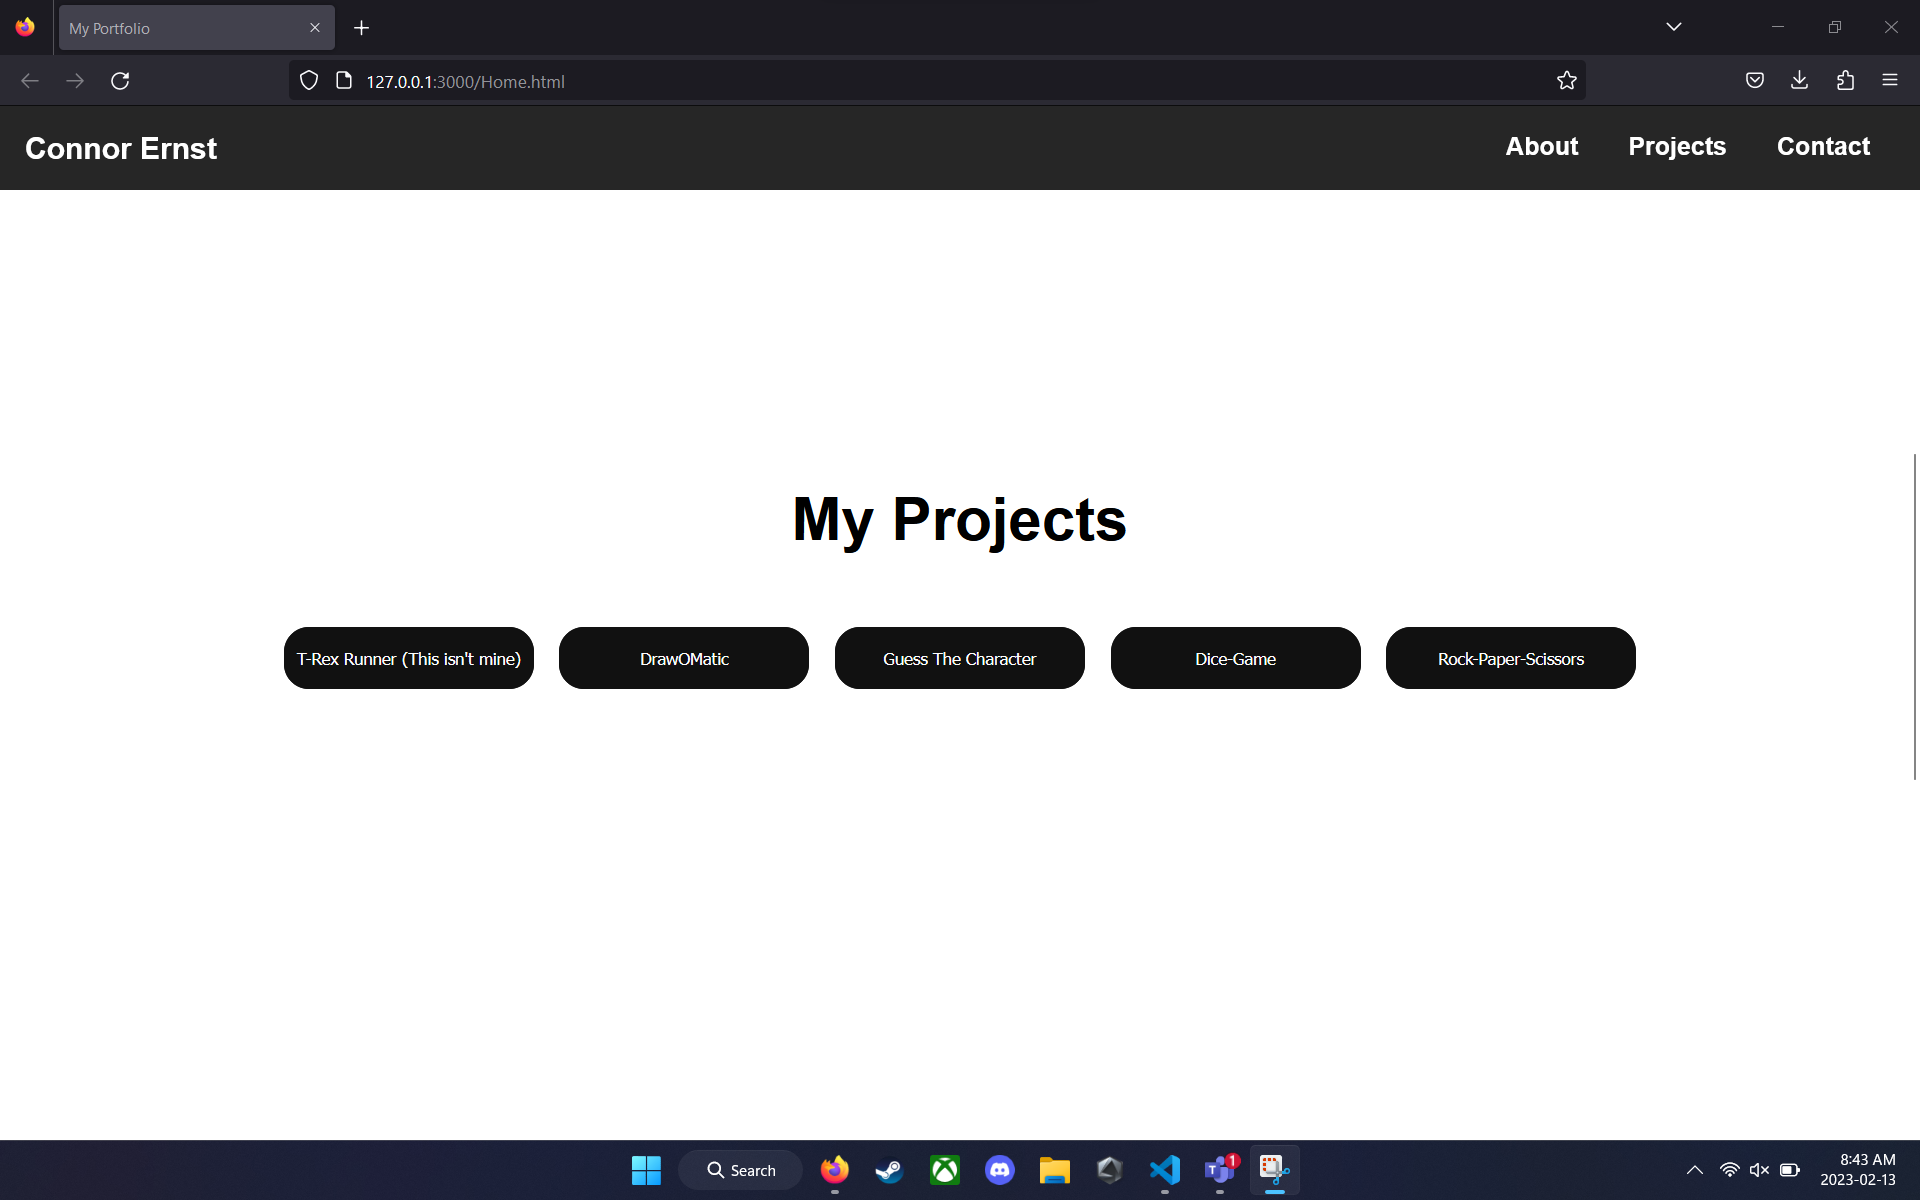 My Portfolio
127.0.0.1:3000/Home.html
Connor Ernst
About Projects Contact
My Projects
T-Rex Runner (This isn't mine) DrawOMatic Guess The Character Dice-Game Rock-Paper-Scissors
Search
T
1
8:43 AM
2023-02-13